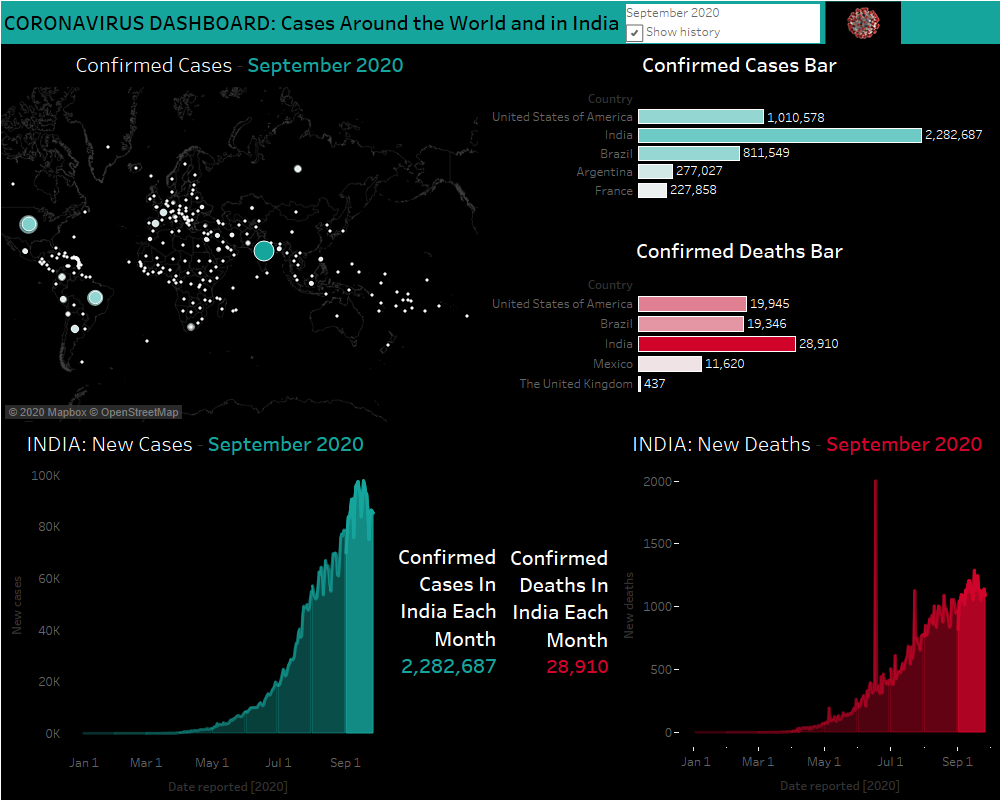 CORONAVIRUS DASHBOARD: Cases Around the World and in India
September 2020
Show history
Confirmed Cases - September 2020
Confirmed Cases Bar
Country
United States of America 1,010,578
India 2,282,687
Brazil 811,549
Argentina 277,027
France 227,858
Confirmed Deaths Bar
Country
United States of America 19,945
Brazil 19,346
India 28,910
Mexico 11,620
The United Kingdom 437
© 2020 Mapbox © OpenStreetMap
INDIA: New Cases - September 2020
100K
80K
60K
40K
20K
0K
New cases
Jan 1 Mar 1 May 1 Jul 1 Sep 1
Date reported [2020]
Confirmed
Cases In
India Each
Month
2,282,687
Confirmed
Deaths In
India Each
Month
28,910
INDIA: New Deaths - September 2020
2000
1500
1000
500
0
New deaths
Jan 1 Mar 1 May 1 Jul 1 Sep 1
Date reported [2020]